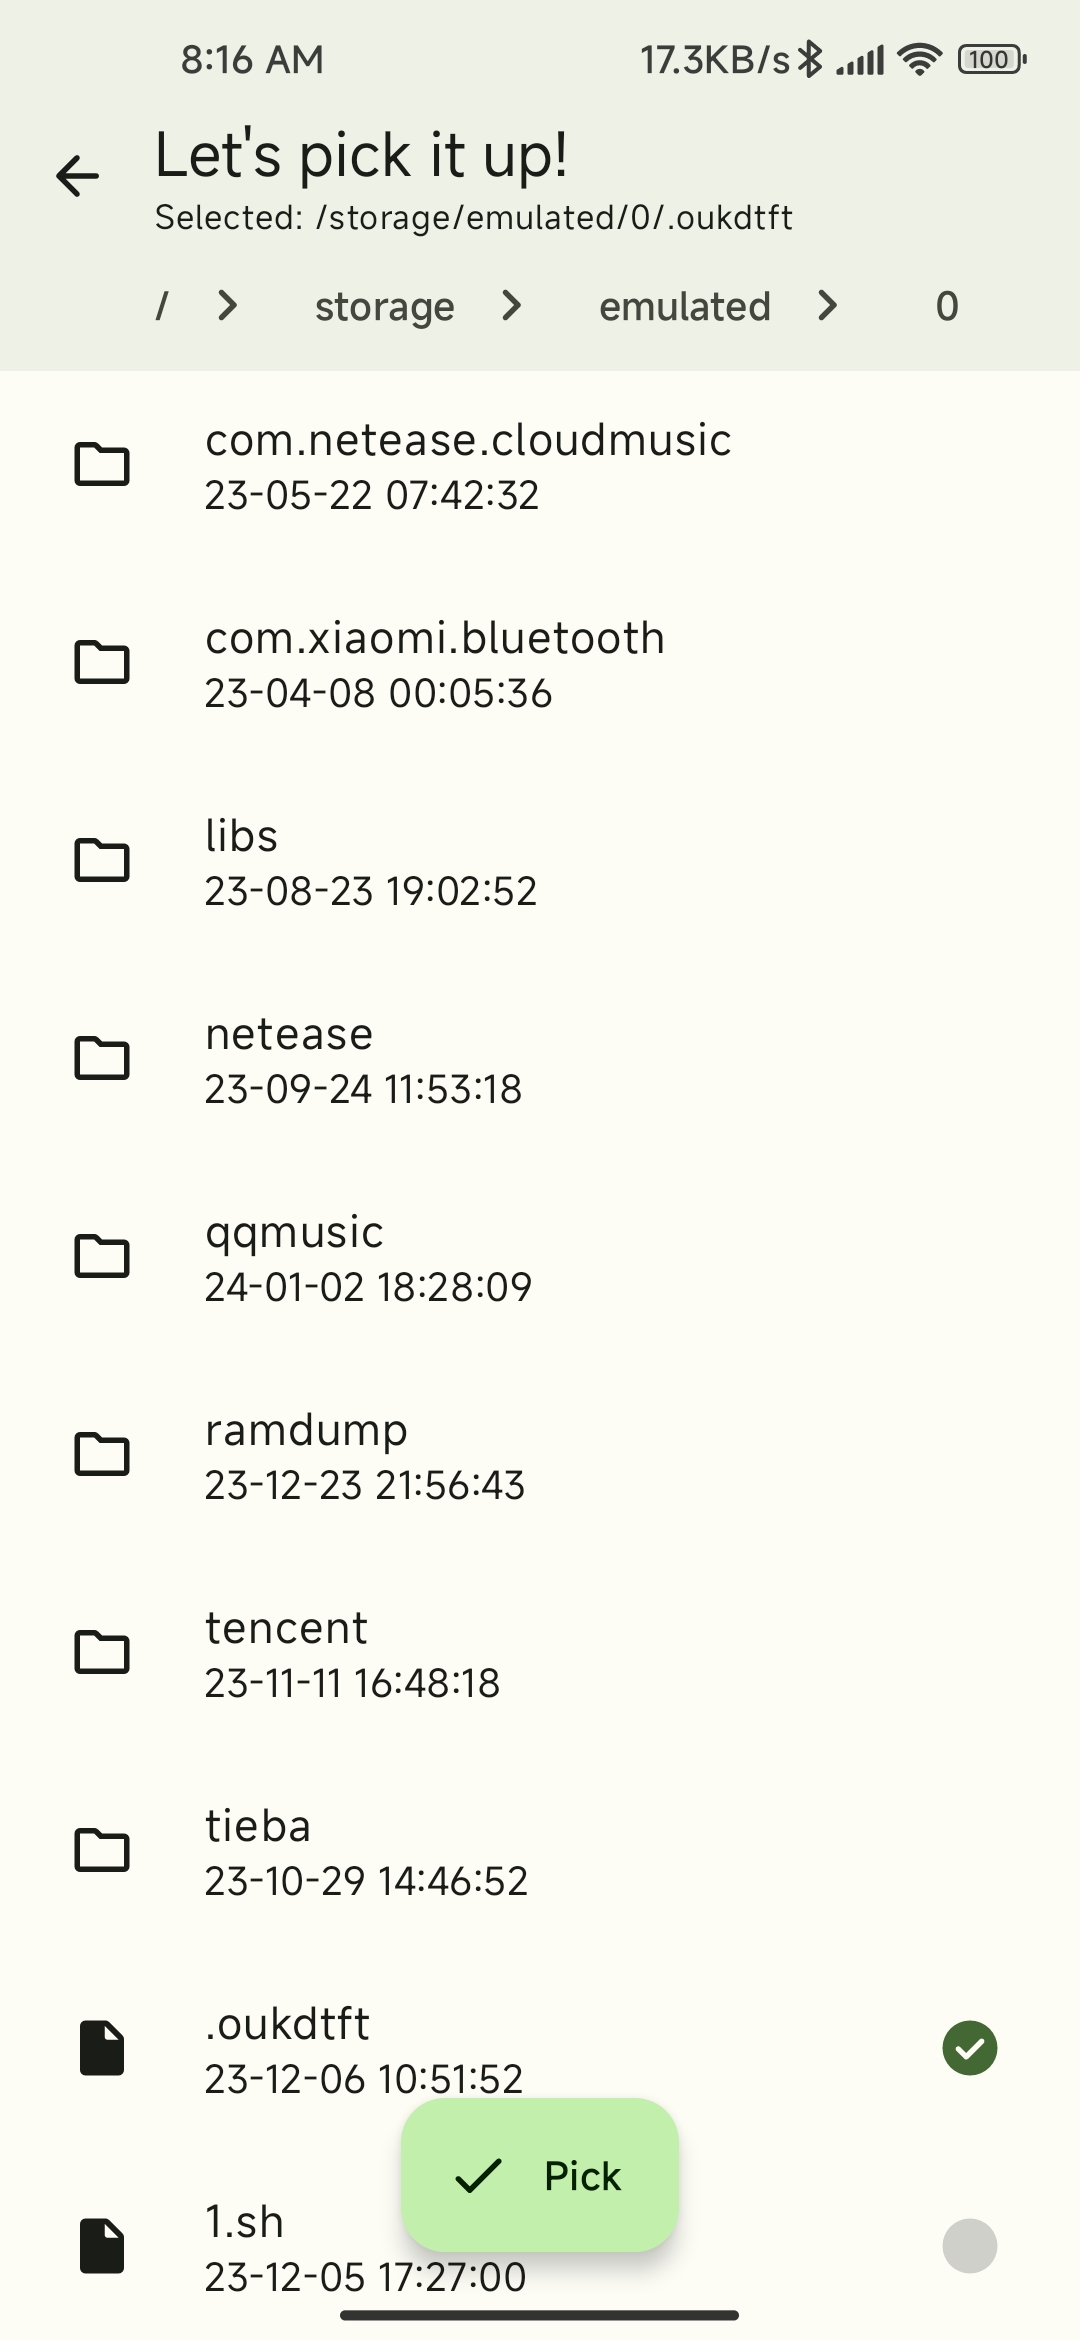 8:16 AM 17.3KB/s 100
Let's pick it up!
Selected: /storage/emulated/0/.oukdtft
/ storage emulated 0
com.netease.cloudmusic
23-05-22 07:42:32
com.xiaomi.bluetooth
23-04-08 00:05:36
libs
23-08-23 19:02:52
netease
23-09-24 11:53:18
qqmusic
24-01-02 18:28:09
ramdump
23-12-23 21:56:43
tencent
23-11-11 16:48:18
tieba
23-10-29 14:46:52
.oukdtft
23-12-06 10:51:52
Pick
1.sh
23-12-05 17:27:00